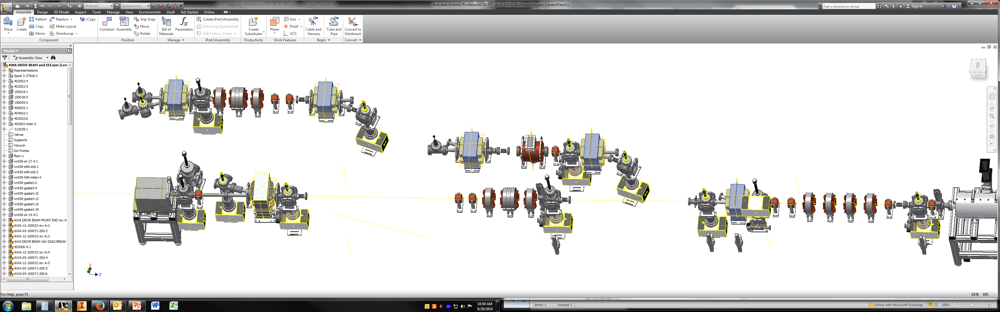 PRO
Material
Appearance
Autodesk Inventor Professional 2013 AWA DRIVE BEAM and EEX.iam (LevelofDetail1)
Type a keyword or phrase
Sign In
Assemble Design 3D Model Inspect Tools Manage View Environments Vault Get Started Online
Place
Create
Pattern
Copy
Mirror
Replace
Make Layout
Shrinkwrap
iCopy
Component
Constrain
Assemble
Grip Snap
Move
Rotate
Position
Bill of
Materials
Parameters
Manage
Create iPart/iAssembly
Edit using Spreadsheet
Edit Factory Scope
iPart/iAssembly
Create
Substitutes
Productivity
Plane
Axis
Point
UCS
Work Features
Cable and
Harness
Tube and
Pipe
Begin
Convert to
Weldment
Convert
Model
Assembly View
AWA DRIVE BEAM and EEX.iam (Lev
Representations
Spool 3.375x6:1
402002:4
402002:5
150024:1
150018:5
150005:5
406002:1
404002:1
402002:6
403002-miter:2
312029:1
Valves
Supports
Vacuum
Ion Pumps
floor:1
wr650-st-17.4:1
wr650-e90-std:1
wr650-e90-std:3
wr650-h90-miter:4
wr650-gasket:2
wr650-gasket:4
wr650-gasket:10
wr650-gasket:12
wr650-gasket:16
wr650-gasket:19
wr650-st-14.4:2
AWA DRIVE BEAM FRONT END rev 0-
AWA-12-100032 rev A:2
AWA-05-100071-200:2
AWA-12-100032 rev A:3
AWA DRIVE BEAM VAC-DIAG BREAK
402006-4:1
AWA-12-100032 rev A:4
AWA-05-100071-200:4
AWA-12-100032 rev A:5
AWA-05-100071-200:5
AWA-05-100071-200:6
TOP
LEFT
X
Z
For Help, press F1
8436 695
10:59 AM
9/29/2014
F-E Exp
Items: 1 Unread: 1
Online with Microsoft Exchange
100%